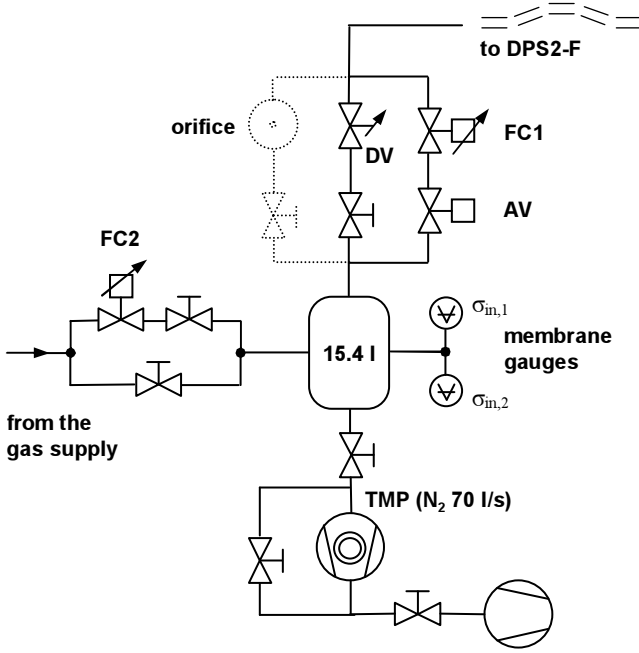 to DPS2-F
orifice
DV
FC1
AV
FC2
σin,1
15.4 l
membrane
gauges
σin,2
from the
gas supply
TMP (N₂ 70 l/s)